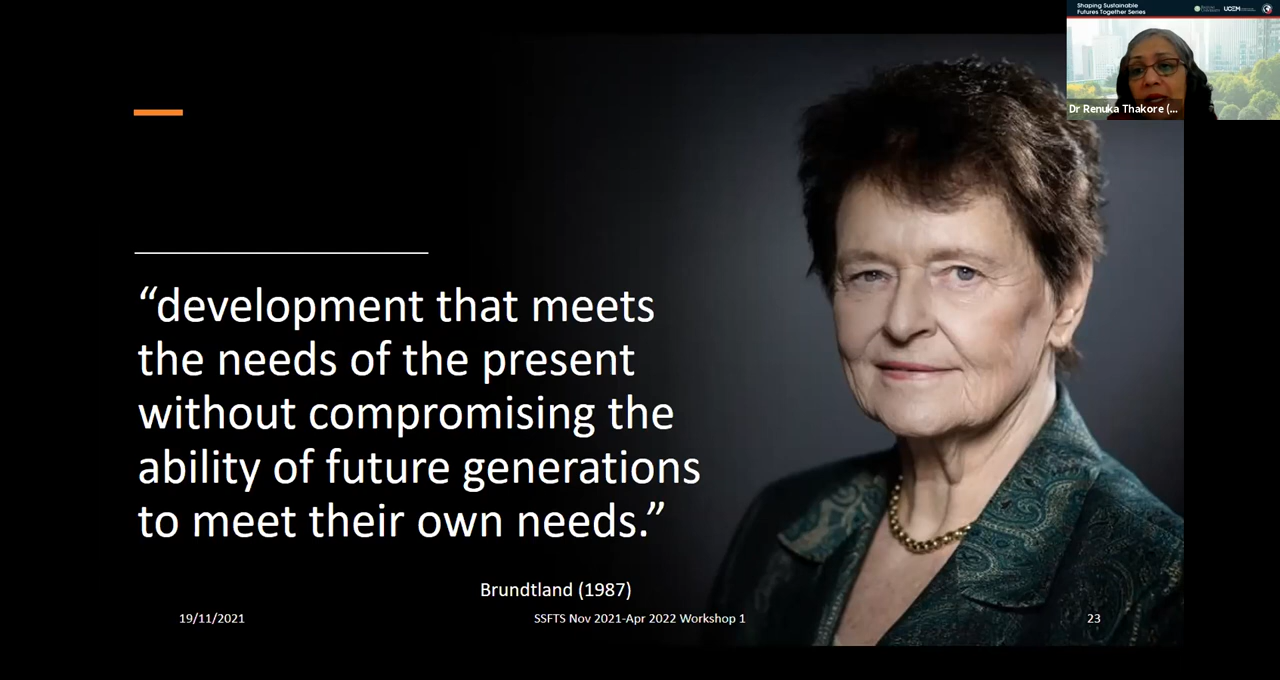 Shaping Sustainable
Futures Together Series
UCEM
Dr Renuka Thakore (...
“development that meets
the needs of the present
without compromising the
ability of future generations
to meet their own needs.”
Brundtland (1987)
19/11/2021
SSFTS Nov 2021-Apr 2022 Workshop 1
23